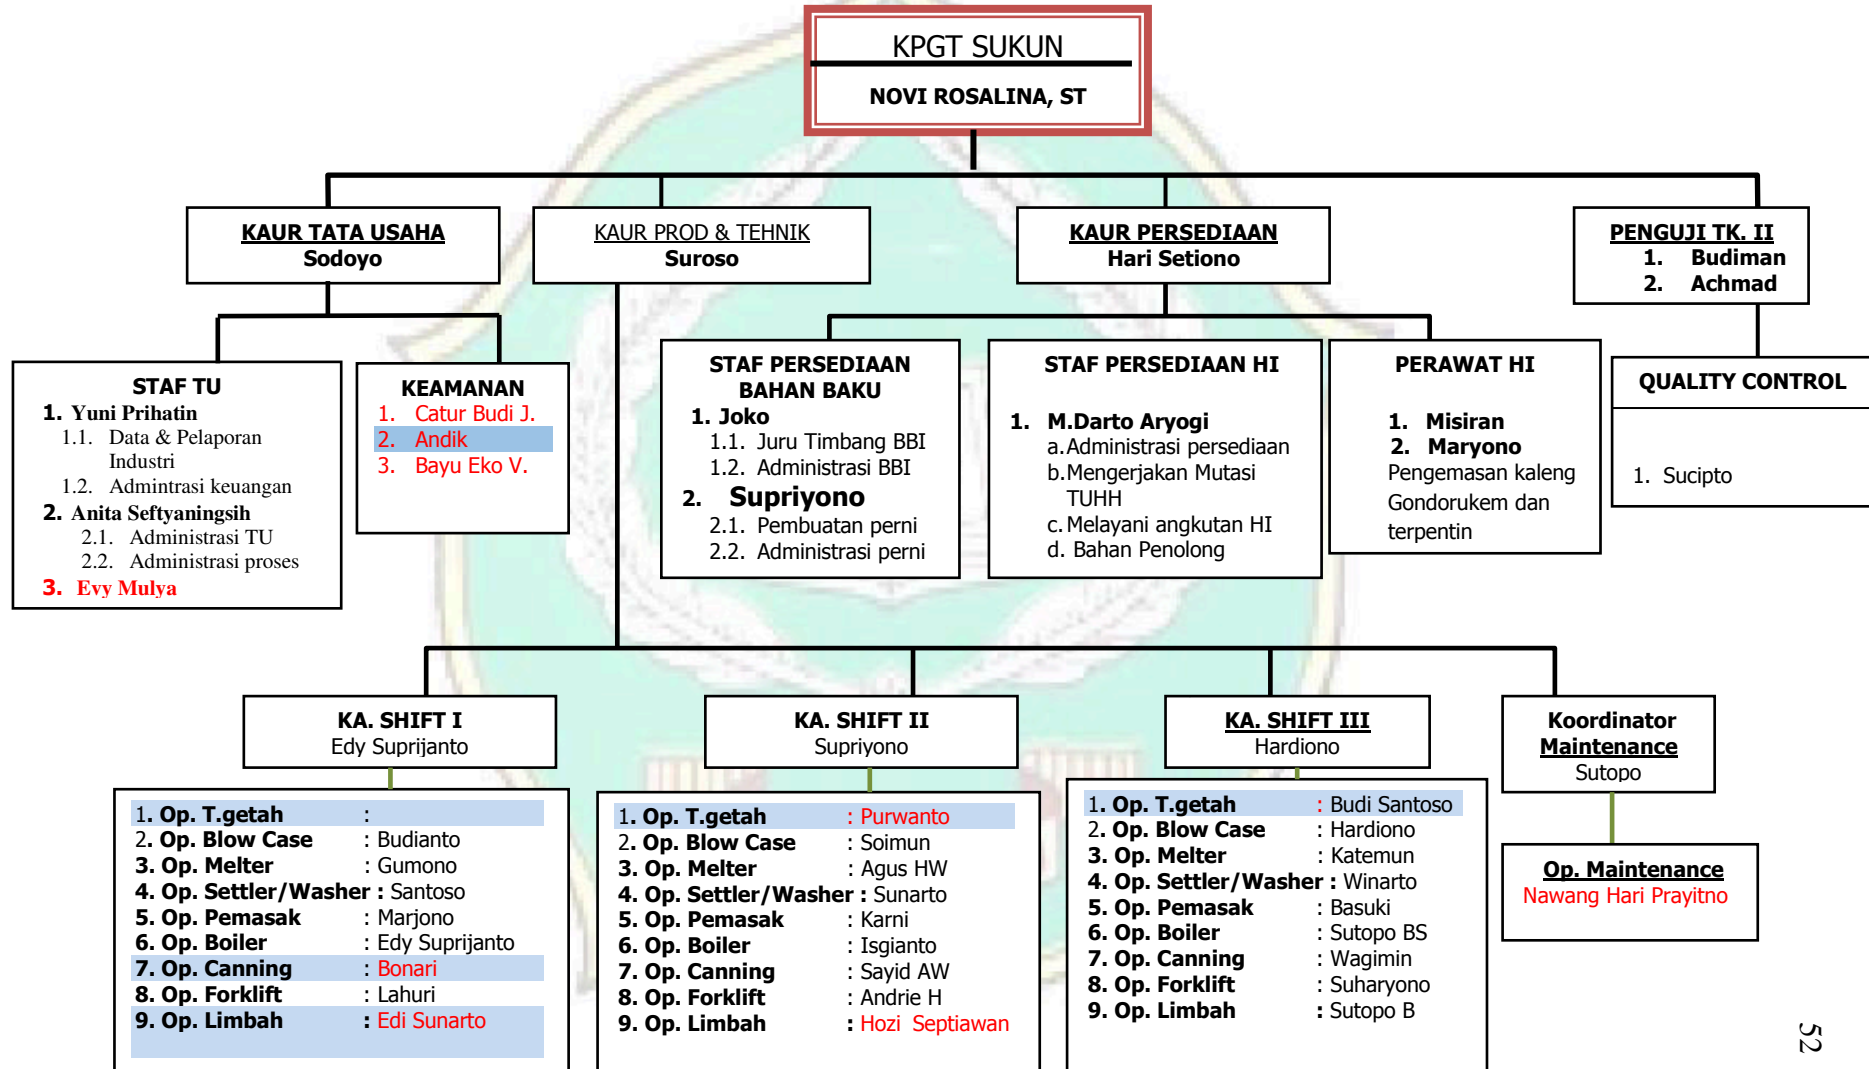 KPGT SUKUN
NOVI ROSALINA, ST
KAUR TATA USAHA
Sodoyo
KAUR PROD & TEHNIK
Suroso
KAUR PERSEDIAAN
Hari Setiono
PENGUJI TK. II
1. Budiman
2. Achmad
STAF TU
1. Yuni Prihatin
1.1. Data & Pelaporan
Industri
1.2. Admintrasi keuangan
2. Anita Seftyaningsih
2.1. Administrasi TU
2.2. Administrasi proses
3. Evy Mulya
KEAMANAN
1. Catur Budi J.
2. Andik
3. Bayu Eko V.
STAF PERSEDIAAN
BAHAN BAKU
1. Joko
1.1. Juru Timbang BBI
1.2. Administrasi BBI
2. Supriyono
2.1. Pembuatan perni
2.2. Administrasi perni
STAF PERSEDIAAN HI
1. M.Darto Aryogi
a. Administrasi persediaan
b. Mengerjakan Mutasi
TUHH
c. Melayani angkutan HI
d. Bahan Penolong
PERAWAT HI
1. Misiran
2. Maryono
Pengemasan kaleng
Gondorukem dan
terpentin
QUALITY CONTROL
1. Sucipto
KA. SHIFT I
Edy Suprijanto
KA. SHIFT II
Supriyono
KA. SHIFT III
Hardiono
Koordinator
Maintenance
Sutopo
1. Op. T.getah :
2. Op. Blow Case : Budianto
3. Op. Melter : Gumono
4. Op. Settler/Washer : Santoso
5. Op. Pemasak : Marjono
6. Op. Boiler : Edy Suprijanto
7. Op. Canning : Bonari
8. Op. Forklift : Lahuri
9. Op. Limbah : Edi Sunarto
1. Op. T.getah : Purwanto
2. Op. Blow Case : Soimun
3. Op. Melter : Agus HW
4. Op. Settler/Washer : Sunarto
5. Op. Pemasak : Karni
6. Op. Boiler : Isgianto
7. Op. Canning : Sayid AW
8. Op. Forklift : Andrie H
9. Op. Limbah : Hozi Septiawan
1. Op. T.getah : Budi Santoso
2. Op. Blow Case : Hardiono
3. Op. Melter : Katemun
4. Op. Settler/Washer : Winarto
5. Op. Pemasak : Basuki
6. Op. Boiler : Sutopo BS
7. Op. Canning : Wagimin
8. Op. Forklift : Suharyono
9. Op. Limbah : Sutopo B
Op. Maintenance
Nawang Hari Prayitno
52